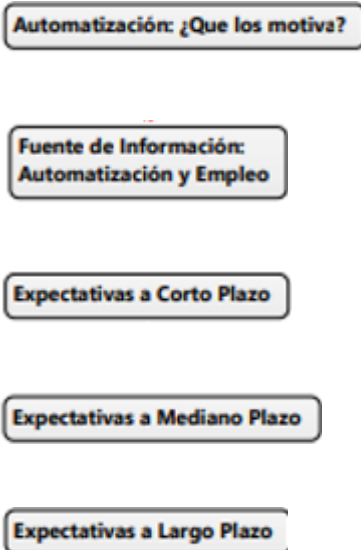 Automatización: ¿Que los motiva?
Fuente de Información:
Automatización y Empleo
Expectativas a Corto Plazo
Expectativas a Mediano Plazo
Expectativas a Largo Plazo